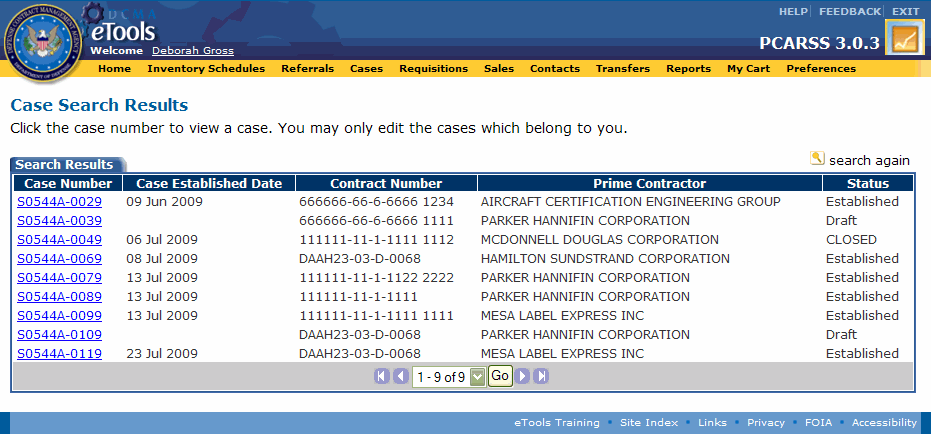 HELP FEEDBACK EXIT
DCMA
eTools
Welcome Deborah Gross
PCARSS 3.0.3
DEFENSE CONTRACT MANAGEMENT AGENCY
DEPARTMENT OF DEFENSE
Home Inventory Schedules Referrals Cases Requisitions Sales Contacts Transfers Reports My Cart Preferences
Case Search Results
Click the case number to view a case. You may only edit the cases which belong to you.
search again
Search Results
Case Number Case Established Date Contract Number Prime Contractor Status
S0544A-0029 09 Jun 2009 666666-66-6-6666 1234 AIRCRAFT CERTIFICATION ENGINEERING GROUP Established
S0544A-0039 666666-66-6-6666 1111 PARKER HANNIFIN CORPORATION Draft
S0544A-0049 06 Jul 2009 111111-11-1-1111 1112 MCDONNELL DOUGLAS CORPORATION CLOSED
S0544A-0069 08 Jul 2009 DAAH23-03-D-0068 HAMILTON SUNDSTRAND CORPORATION Established
S0544A-0079 13 Jul 2009 111111-11-1-1122 2222 PARKER HANNIFIN CORPORATION Established
S0544A-0089 13 Jul 2009 111111-11-1-1111 PARKER HANNIFIN CORPORATION Established
S0544A-0099 13 Jul 2009 111111-11-1-1111 1111 MESA LABEL EXPRESS INC Established
S0544A-0109 DAAH23-03-D-0068 PARKER HANNIFIN CORPORATION Draft
S0544A-0119 23 Jul 2009 DAAH23-03-D-0068 MESA LABEL EXPRESS INC Established
1 - 9 of 9 Go
eTools Training • Site Index • Links • Privacy • FOIA • Accessibility